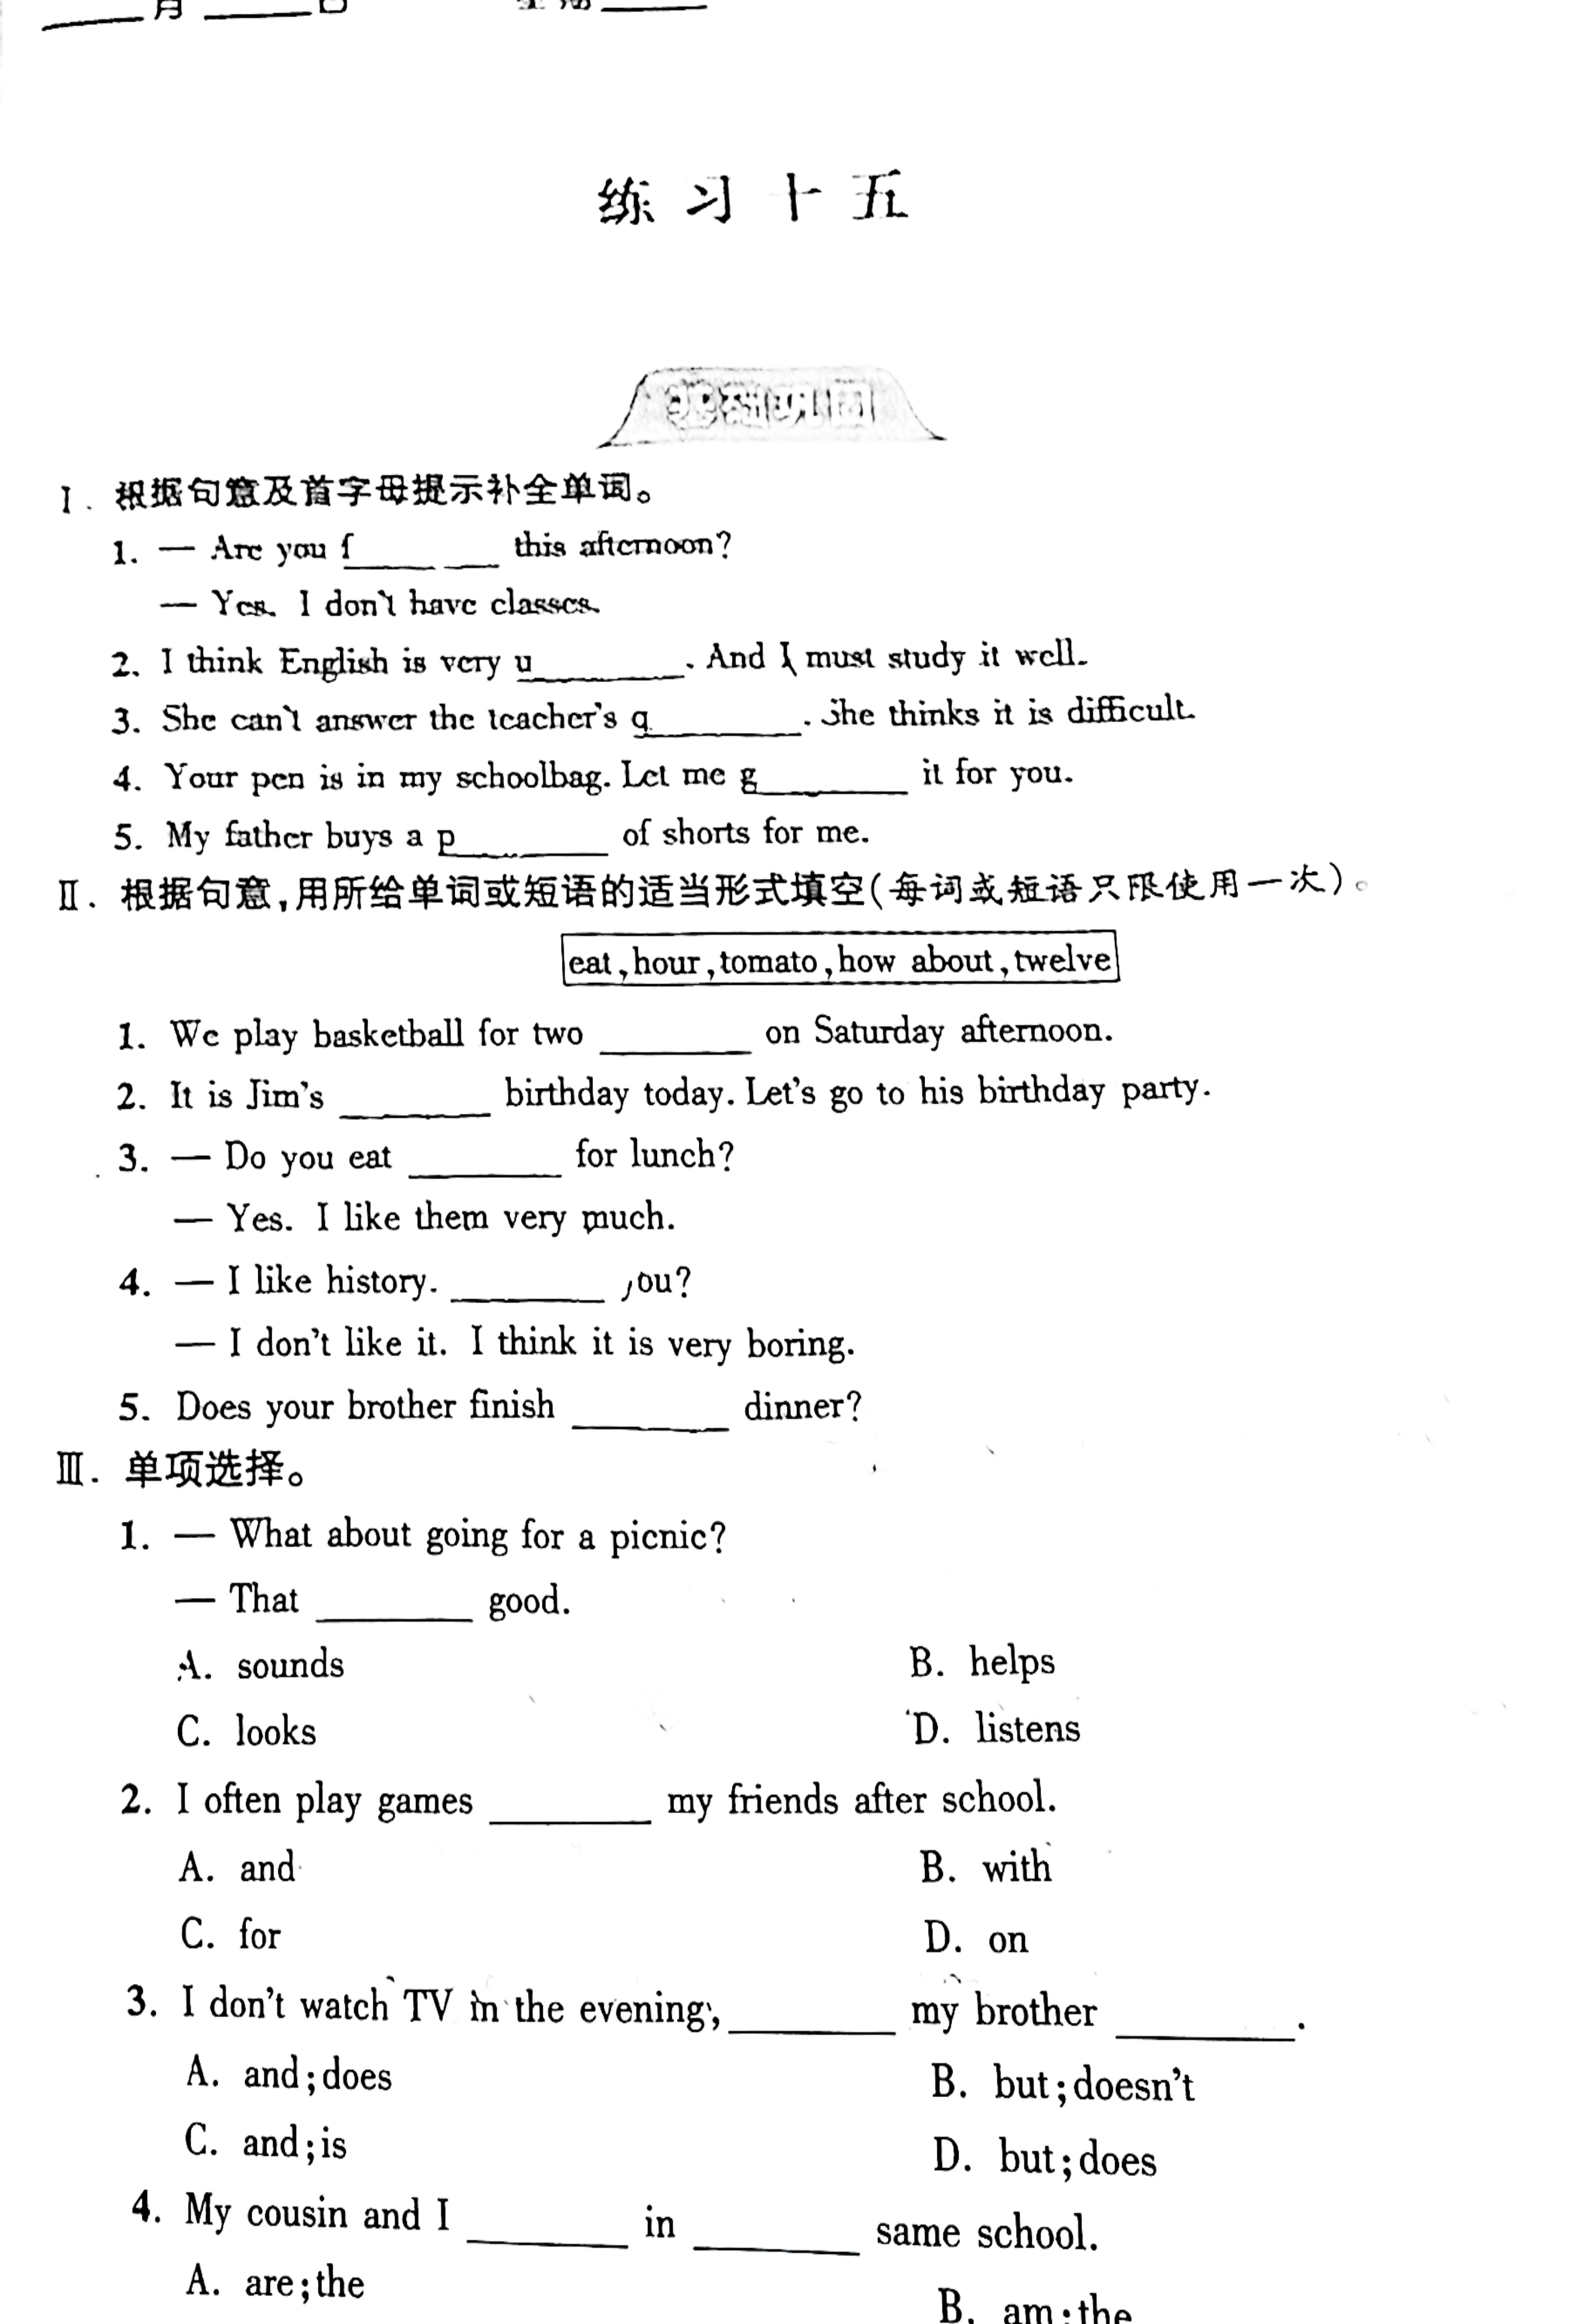 月 日 星期
练习十五
基础巩固
Ⅰ. 根据句意及首字母提示补全单词。
1. — Are you f____ __ this afternoon?
— Yes. I don't have classes.
2. I think English is very u________. And I must study it well.
3. She can't answer the teacher's q________. She thinks it is difficult.
4. Your pen is in my schoolbag. Let me g________ it for you.
5. My father buys a p________ of shorts for me.
Ⅱ. 根据句意,用所给单词或短语的适当形式填空(每词或短语只限使用一次)。
eat,hour,tomato,how about,twelve
1. We play basketball for two ________ on Saturday afternoon.
2. It is Jim's ________ birthday today. Let's go to his birthday party.
3. — Do you eat ________ for lunch?
— Yes. I like them very much.
4. — I like history. ________ you?
— I don't like it. I think it is very boring.
5. Does your brother finish ________ dinner?
Ⅲ. 单项选择。
1. — What about going for a picnic?
— That ________ good.
A. sounds B. helps
C. looks D. listens
2. I often play games ________ my friends after school.
A. and B. with
C. for D. on
3. I don't watch TV in the evening, ________ my brother ________.
A. and;does B. but;doesn't
C. and;is D. but;does
4. My cousin and I ________ in ________ same school.
A. are;the B. am;the